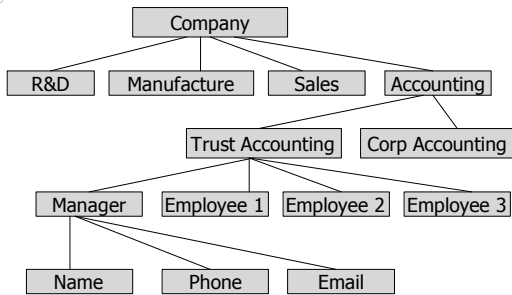 Company
R&D Manufacture Sales Accounting
Trust Accounting Corp Accounting
Manager Employee 1 Employee 2 Employee 3
Name Phone Email